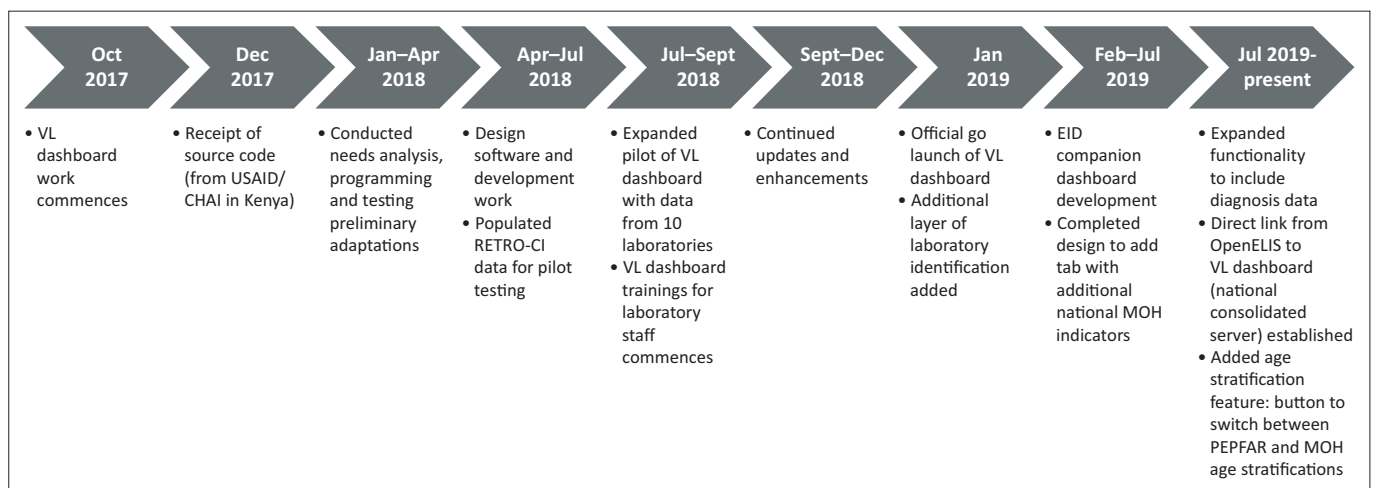 Oct
2017
Dec
2017
Jan–Apr
2018
Apr–Jul
2018
Jul–Sept
2018
Sept–Dec
2018
Jan
2019
Feb–Jul
2019
Jul 2019-
present
• VL
dashboard
work
commences
• Receipt of
source code
(from USAID/
CHAI in Kenya)
• Conducted
needs analysis,
programming
and testing
preliminary
adaptations
• Design
software and
development
work
• Populated
RETRO-CI
data for pilot
testing
• Expanded
pilot of VL
dashboard
with data
from 10
laboratories
• VL dashboard
trainings for
laboratory
staff
commences
• Continued
updates and
enhancements
• Official go
launch of VL
dashboard
• Additional
layer of
laboratory
identification
added
• EID
companion
dashboard
development
• Completed
design to add
tab with
additional
national MOH
indicators
• Expanded
functionality
to include
diagnosis data
• Direct link from
OpenELIS to
VL dashboard
(national
consolidated
server) established
• Added age
stratification
feature: button to
switch between
PEPFAR and MOH
age stratifications